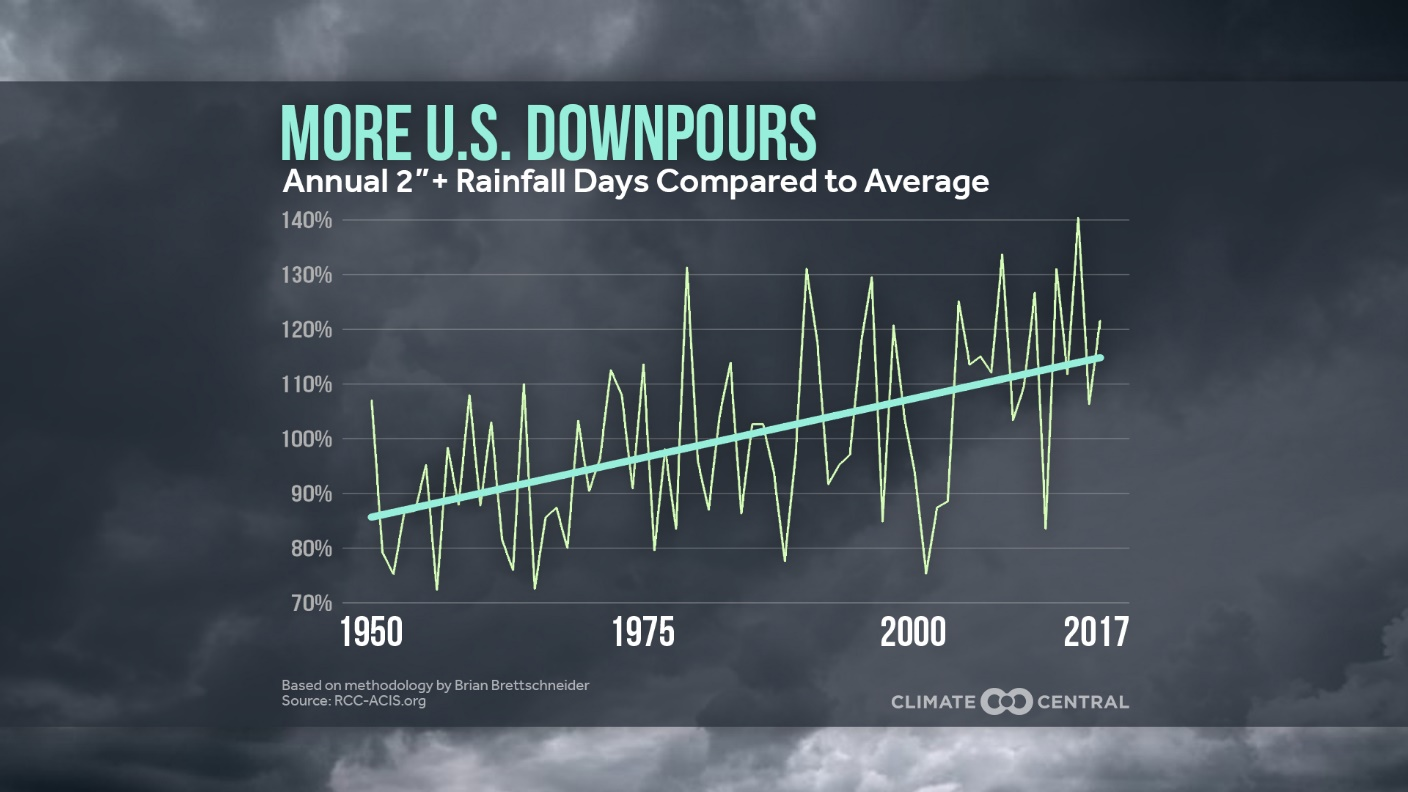 MORE U.S. DOWNPOURS
Annual 2"+ Rainfall Days Compared to Average
140%
130%
120%
110%
100%
90%
80%
70%
1950 1975 2000 2017
Based on methodology by Brian Brettschneider
Source: RCC-ACIS.org
CLIMATE CENTRAL